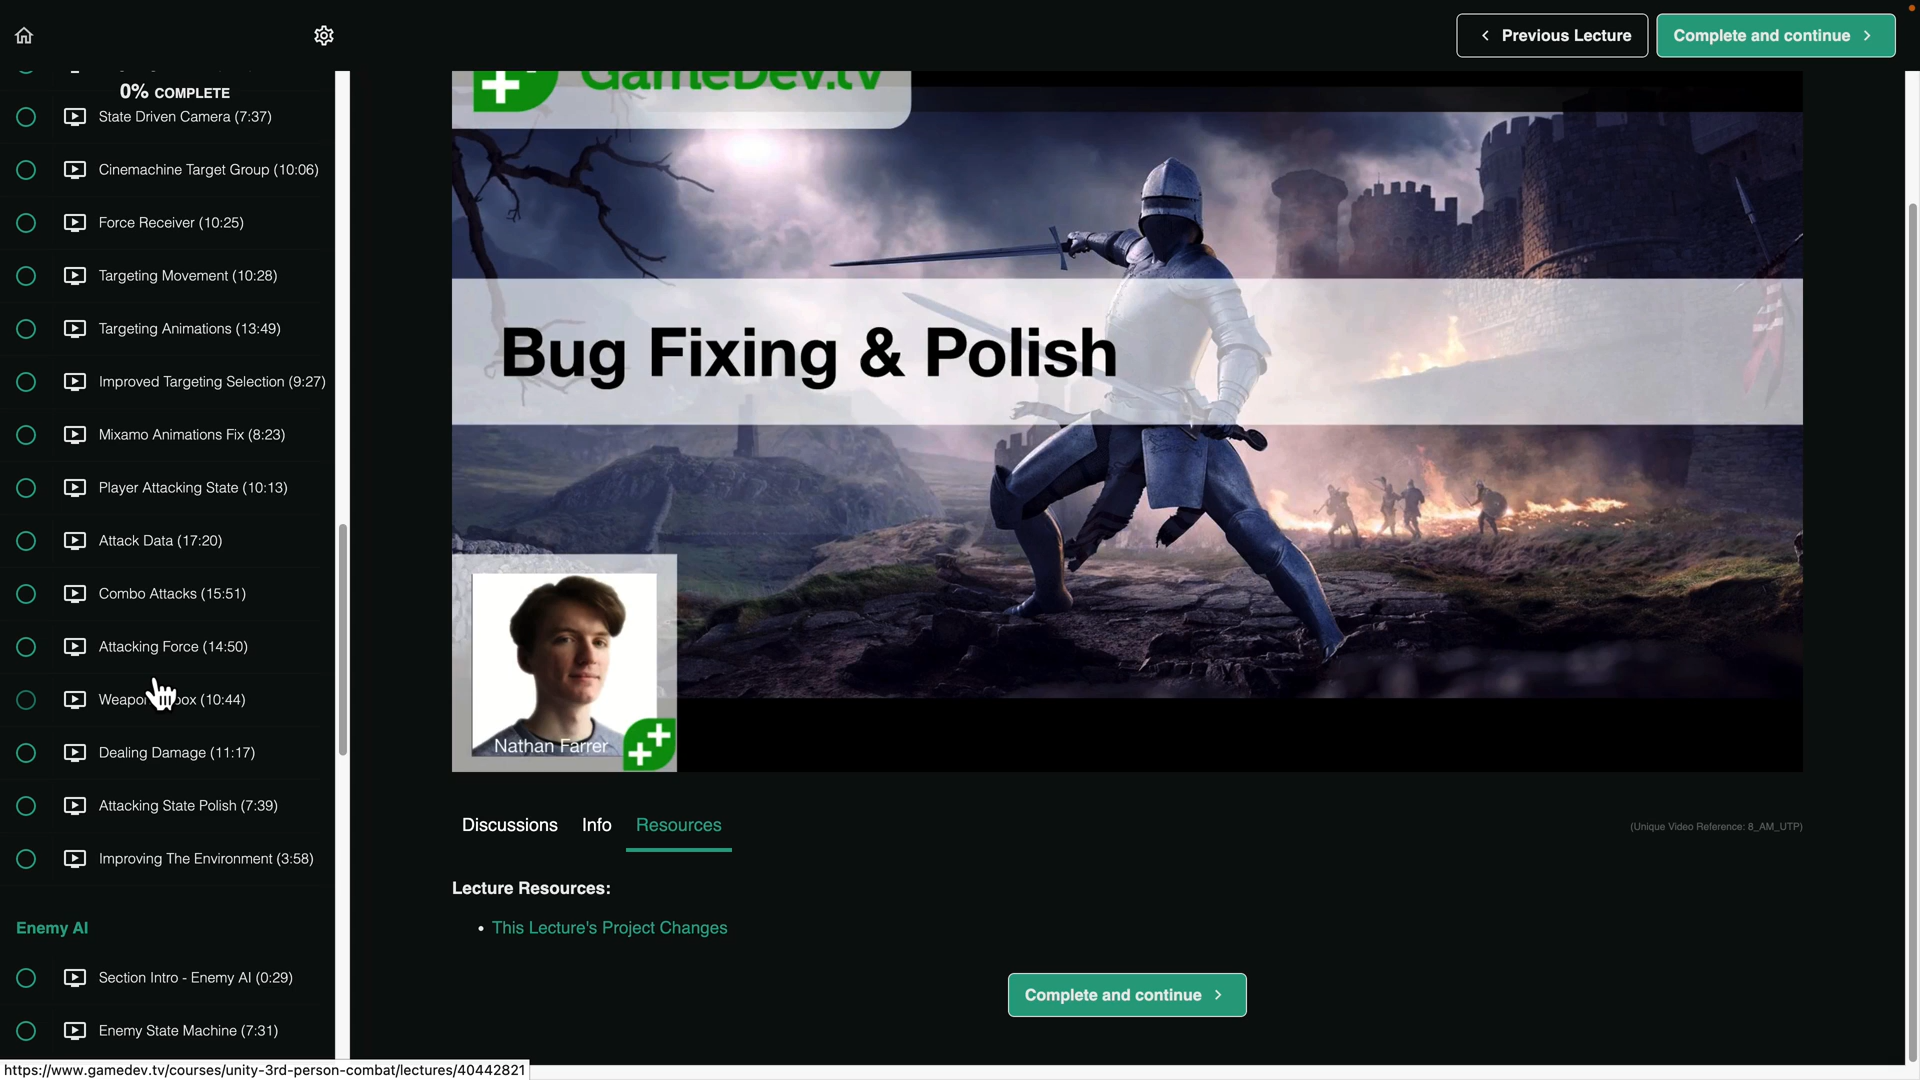 Previous Lecture
Complete and continue
0% COMPLETE
State Driven Camera (7:37)
Cinemachine Target Group (10:06)
Force Receiver (10:25)
Targeting Movement (10:28)
Targeting Animations (13:49)
Improved Targeting Selection (9:27)
Mixamo Animations Fix (8:23)
Player Attacking State (10:13)
Attack Data (17:20)
Combo Attacks (15:51)
Attacking Force (14:50)
(10:44)
Dealing Damage (11:17)
Attacking State Polish (7:39)
Improving The Environment (3:58)
Enemy AI
Section Intro - Enemy AI (0:29)
Enemy State Machine (7:31)
GameDev.tv
Bug Fixing & Polish
Nathan Farrer
Discussions
Info
Resources
(Unique Video Reference: 8_AM_UTP)
Lecture Resources:
• This Lecture's Project Changes
Complete and continue
https://www.gamedev.tv/courses/unity-3rd-person-combat/lectures/40442821